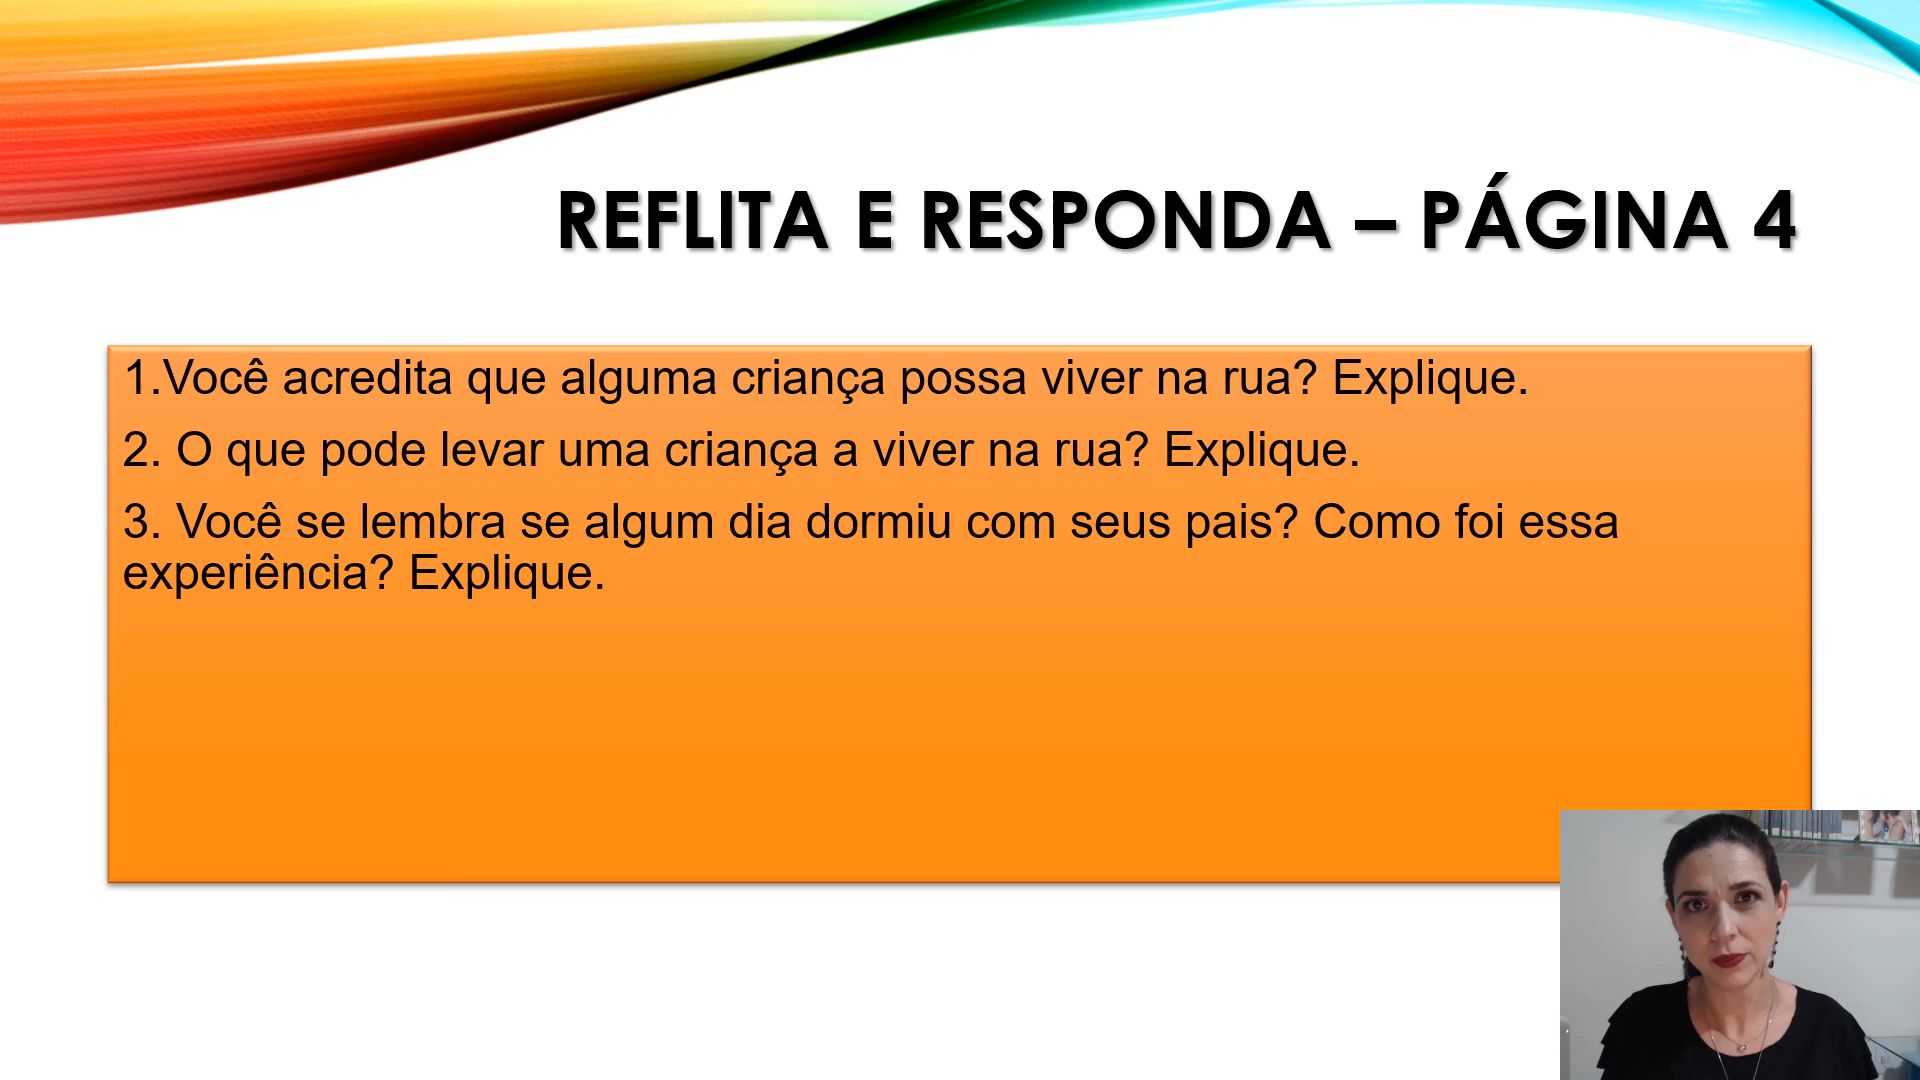 REFLITA E RESPONDA – PÁGINA 4
1.Você acredita que alguma criança possa viver na rua? Explique.
2. O que pode levar uma criança a viver na rua? Explique.
3. Você se lembra se algum dia dormiu com seus pais? Como foi essa
experiência? Explique.